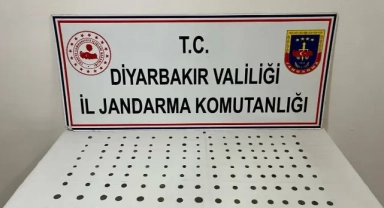 T.C.
DİYARBAKIR VALİLİĞİ
İL JANDARMA KOMUTANLIĞI